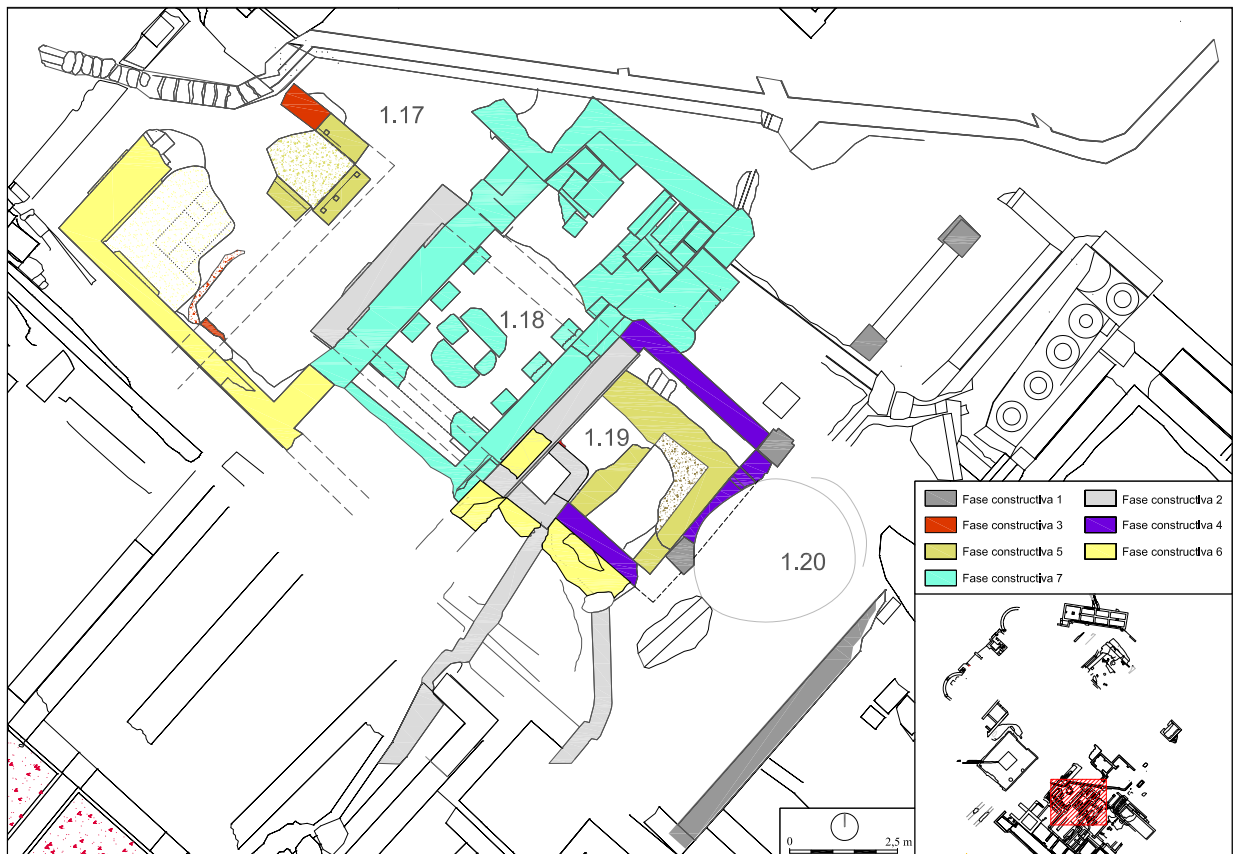 1.17
1.18
1.19
1.20
Fase constructiva 1
Fase constructiva 2
Fase constructiva 3
Fase constructiva 4
Fase constructiva 5
Fase constructiva 6
Fase constructiva 7
0 2,5 m